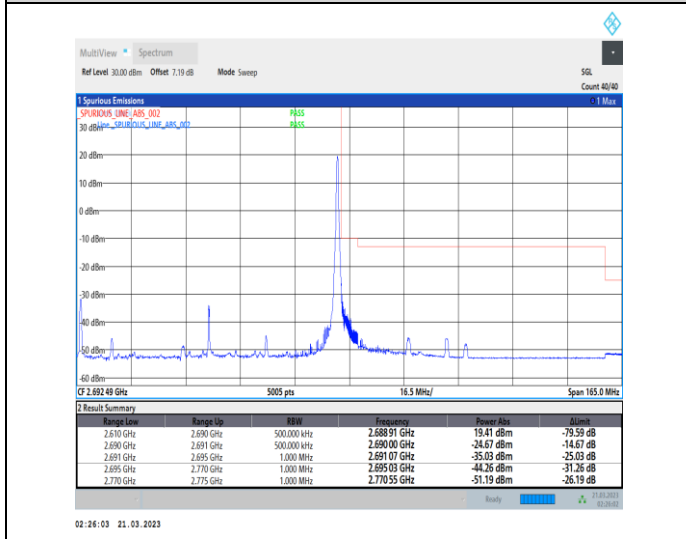 MultiView Spectrum
Ref Level 30.00 dBm Offset 7.19 dB Mode Sweep SGL
Count 40/40
1 Spurious Emissions 1 Max
_SPURIOUS_LINE_ABS_002 PASS
Line _SPURIOUS_LINE_ABS_002 PASS
30 dBm
20 dBm
10 dBm
0 dBm
-10 dBm
-20 dBm
-30 dBm
-40 dBm
-50 dBm
-60 dBm
CF 2.692 49 GHz 5005 pts 16.5 MHz/ Span 165.0 MHz
2 Result Summary
Range Low Range Up RBW Frequency Power Abs ΔLimit
2.610 GHz 2.690 GHz 500.000 kHz 2.688 91 GHz 19.41 dBm -79.59 dB
2.690 GHz 2.691 GHz 500.000 kHz 2.690 00 GHz -24.67 dBm -14.67 dB
2.691 GHz 2.695 GHz 1.000 MHz 2.691 07 GHz -35.03 dBm -25.03 dB
2.695 GHz 2.770 GHz 1.000 MHz 2.695 03 GHz -44.26 dBm -31.26 dB
2.770 GHz 2.775 GHz 1.000 MHz 2.770 55 GHz -51.19 dBm -26.19 dB
Ready 21.03.2023
02:26:02
02:26:03 21.03.2023